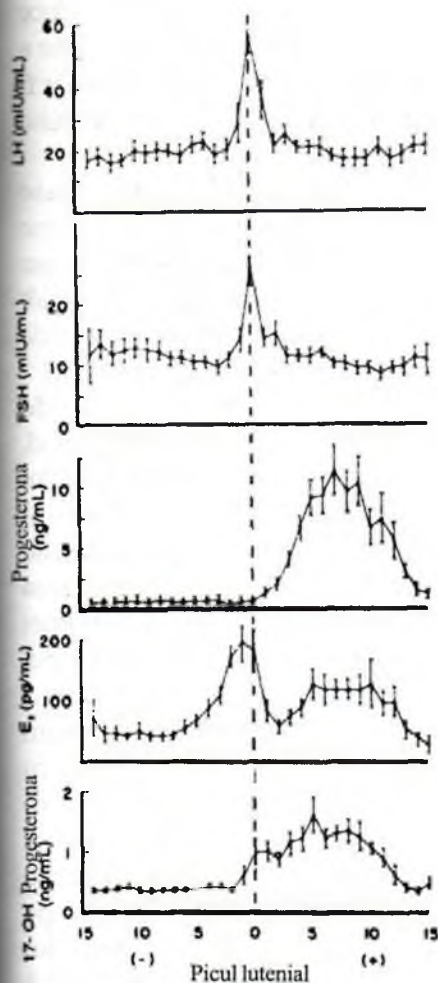 LH (mIU/mL)
60
40
20
FSH (mIU/mL)
20
10
0
Progesterona
(ng/mL)
10
5
0
(pg/mL)
200
100
17-OH Progesterona
(ng/mL)
2
1
0
15 10 5 0 5 10 15
(-) (+)
Picul lutenial